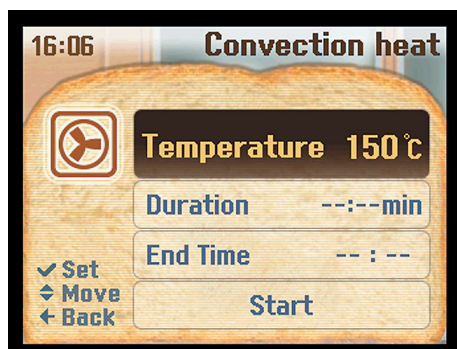 16:06 Convection heat
Temperature 150°c
Duration --:--min
End Time -- : --
✓ Set
Start
♦ Move
← Back